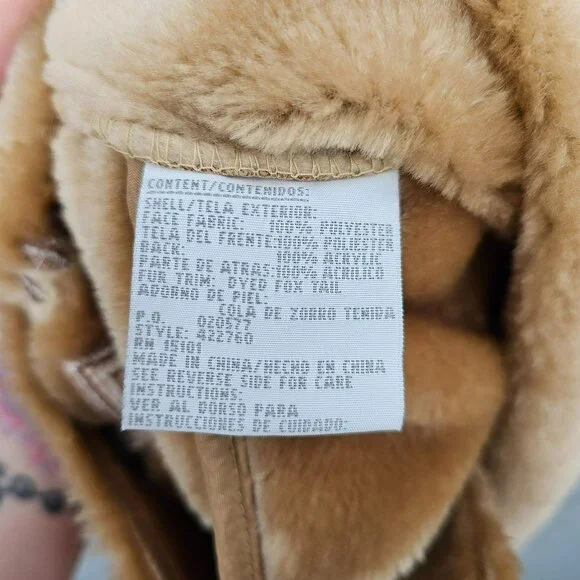 CONTENT/CONTENIDOS:
SHELL/TELA EXTERIOR:
FACE FABRIC: 100% POLYESTER
TELA DEL FRENTE:100% POLIESTER
BACK: 100% ACRYLIC
PARTE DE ATRAS:100% ACRILICO
FUR TRIM: DYED FOX TAIL
ADORNO DE PIEL:
COLA DE ZORRO TENIDA
P.O. 020577
STYLE: 422760
RN 15101
MADE IN CHINA/HECHO EN CHINA
SEE REVERSE SIDE FOR CARE
INSTRUCTIONS:
VER AL DORSO PARA
INSTRUCCIONES DE CUIDADO: